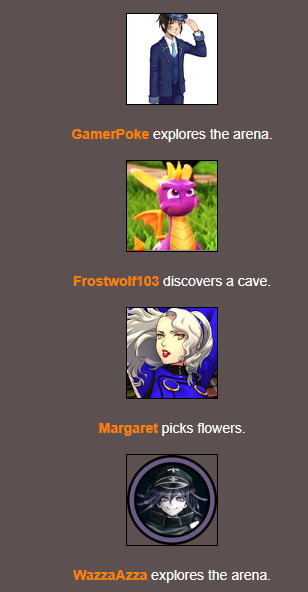 GamerPoke explores the arena.
Frostwolf103 discovers a cave.
Margaret picks flowers.
WazzaAzza explores the arena.